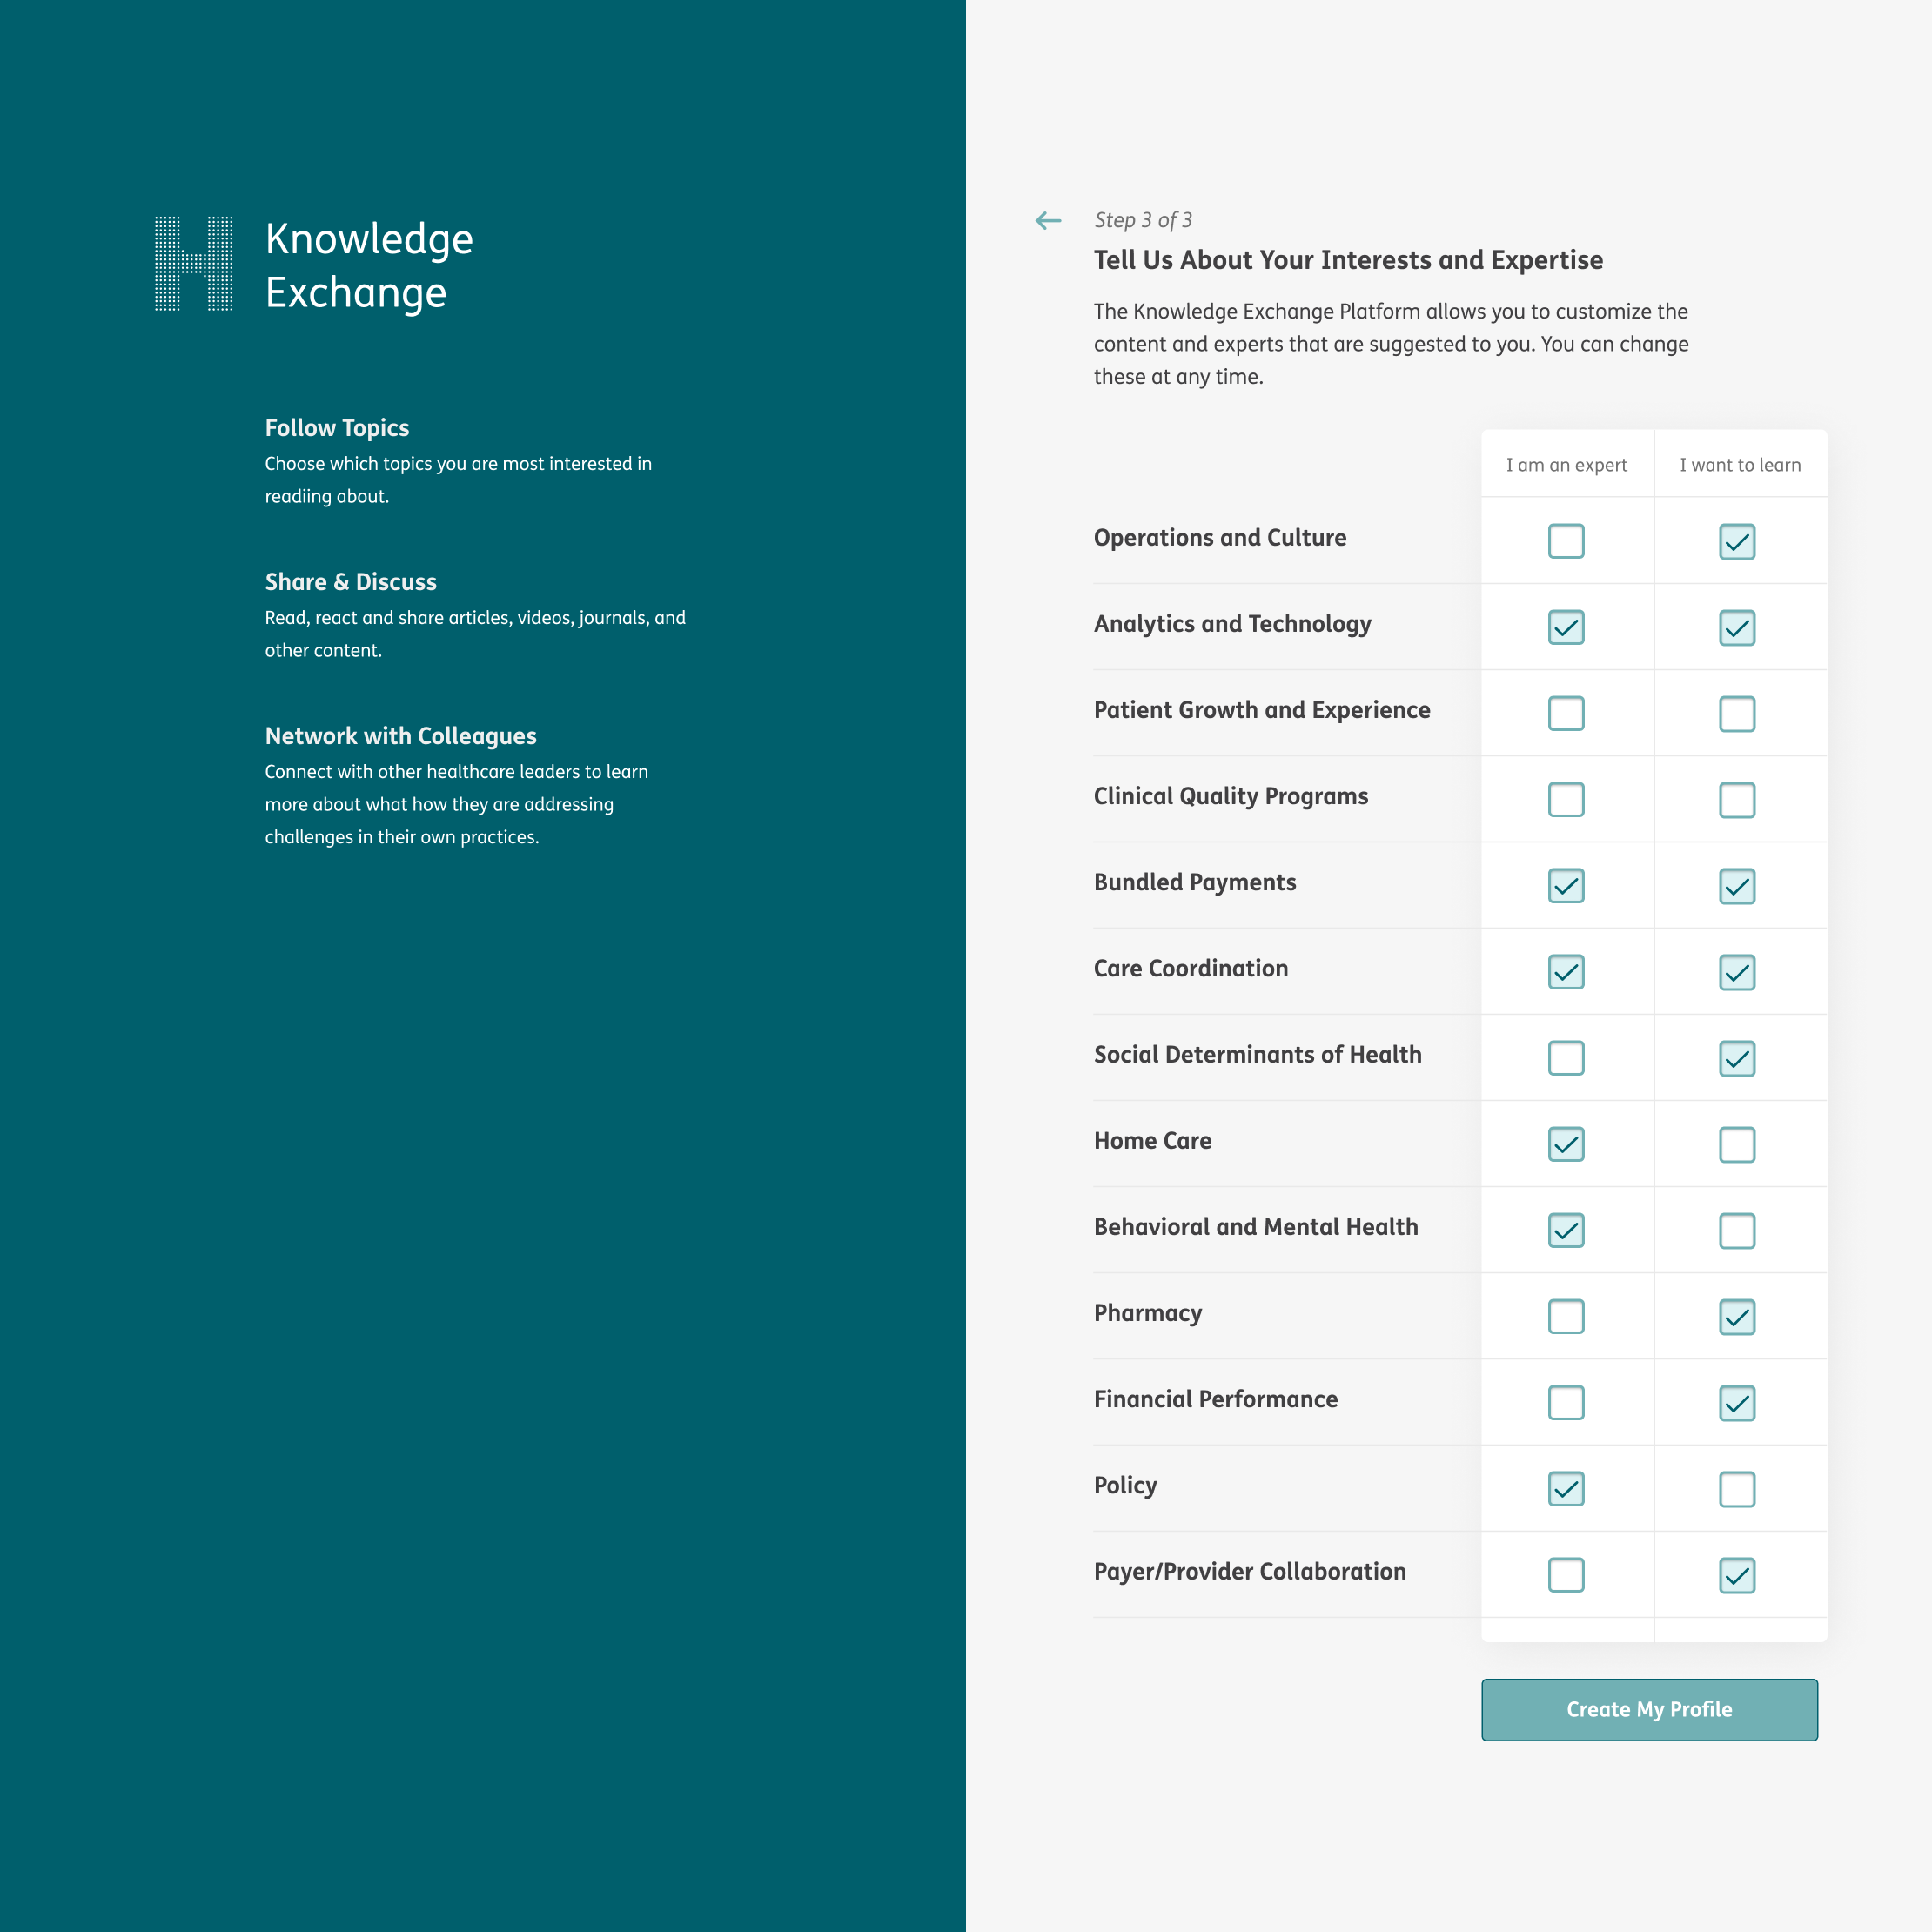 H
Knowledge
Exchange
Follow Topics
Choose which topics you are most interested in
readiing about.
Share & Discuss
Read, react and share articles, videos, journals, and
other content.
Network with Colleagues
Connect with other healthcare leaders to learn
more about what how they are addressing
challenges in their own practices.
Step 3 of 3
Tell Us About Your Interests and Expertise
The Knowledge Exchange Platform allows you to customize the
content and experts that are suggested to you. You can change
these at any time.
I am an expert
I want to learn
Operations and Culture
Analytics and Technology
Patient Growth and Experience
Clinical Quality Programs
Bundled Payments
Care Coordination
Social Determinants of Health
Home Care
Behavioral and Mental Health
Pharmacy
Financial Performance
Policy
Payer/Provider Collaboration
Create My Profile